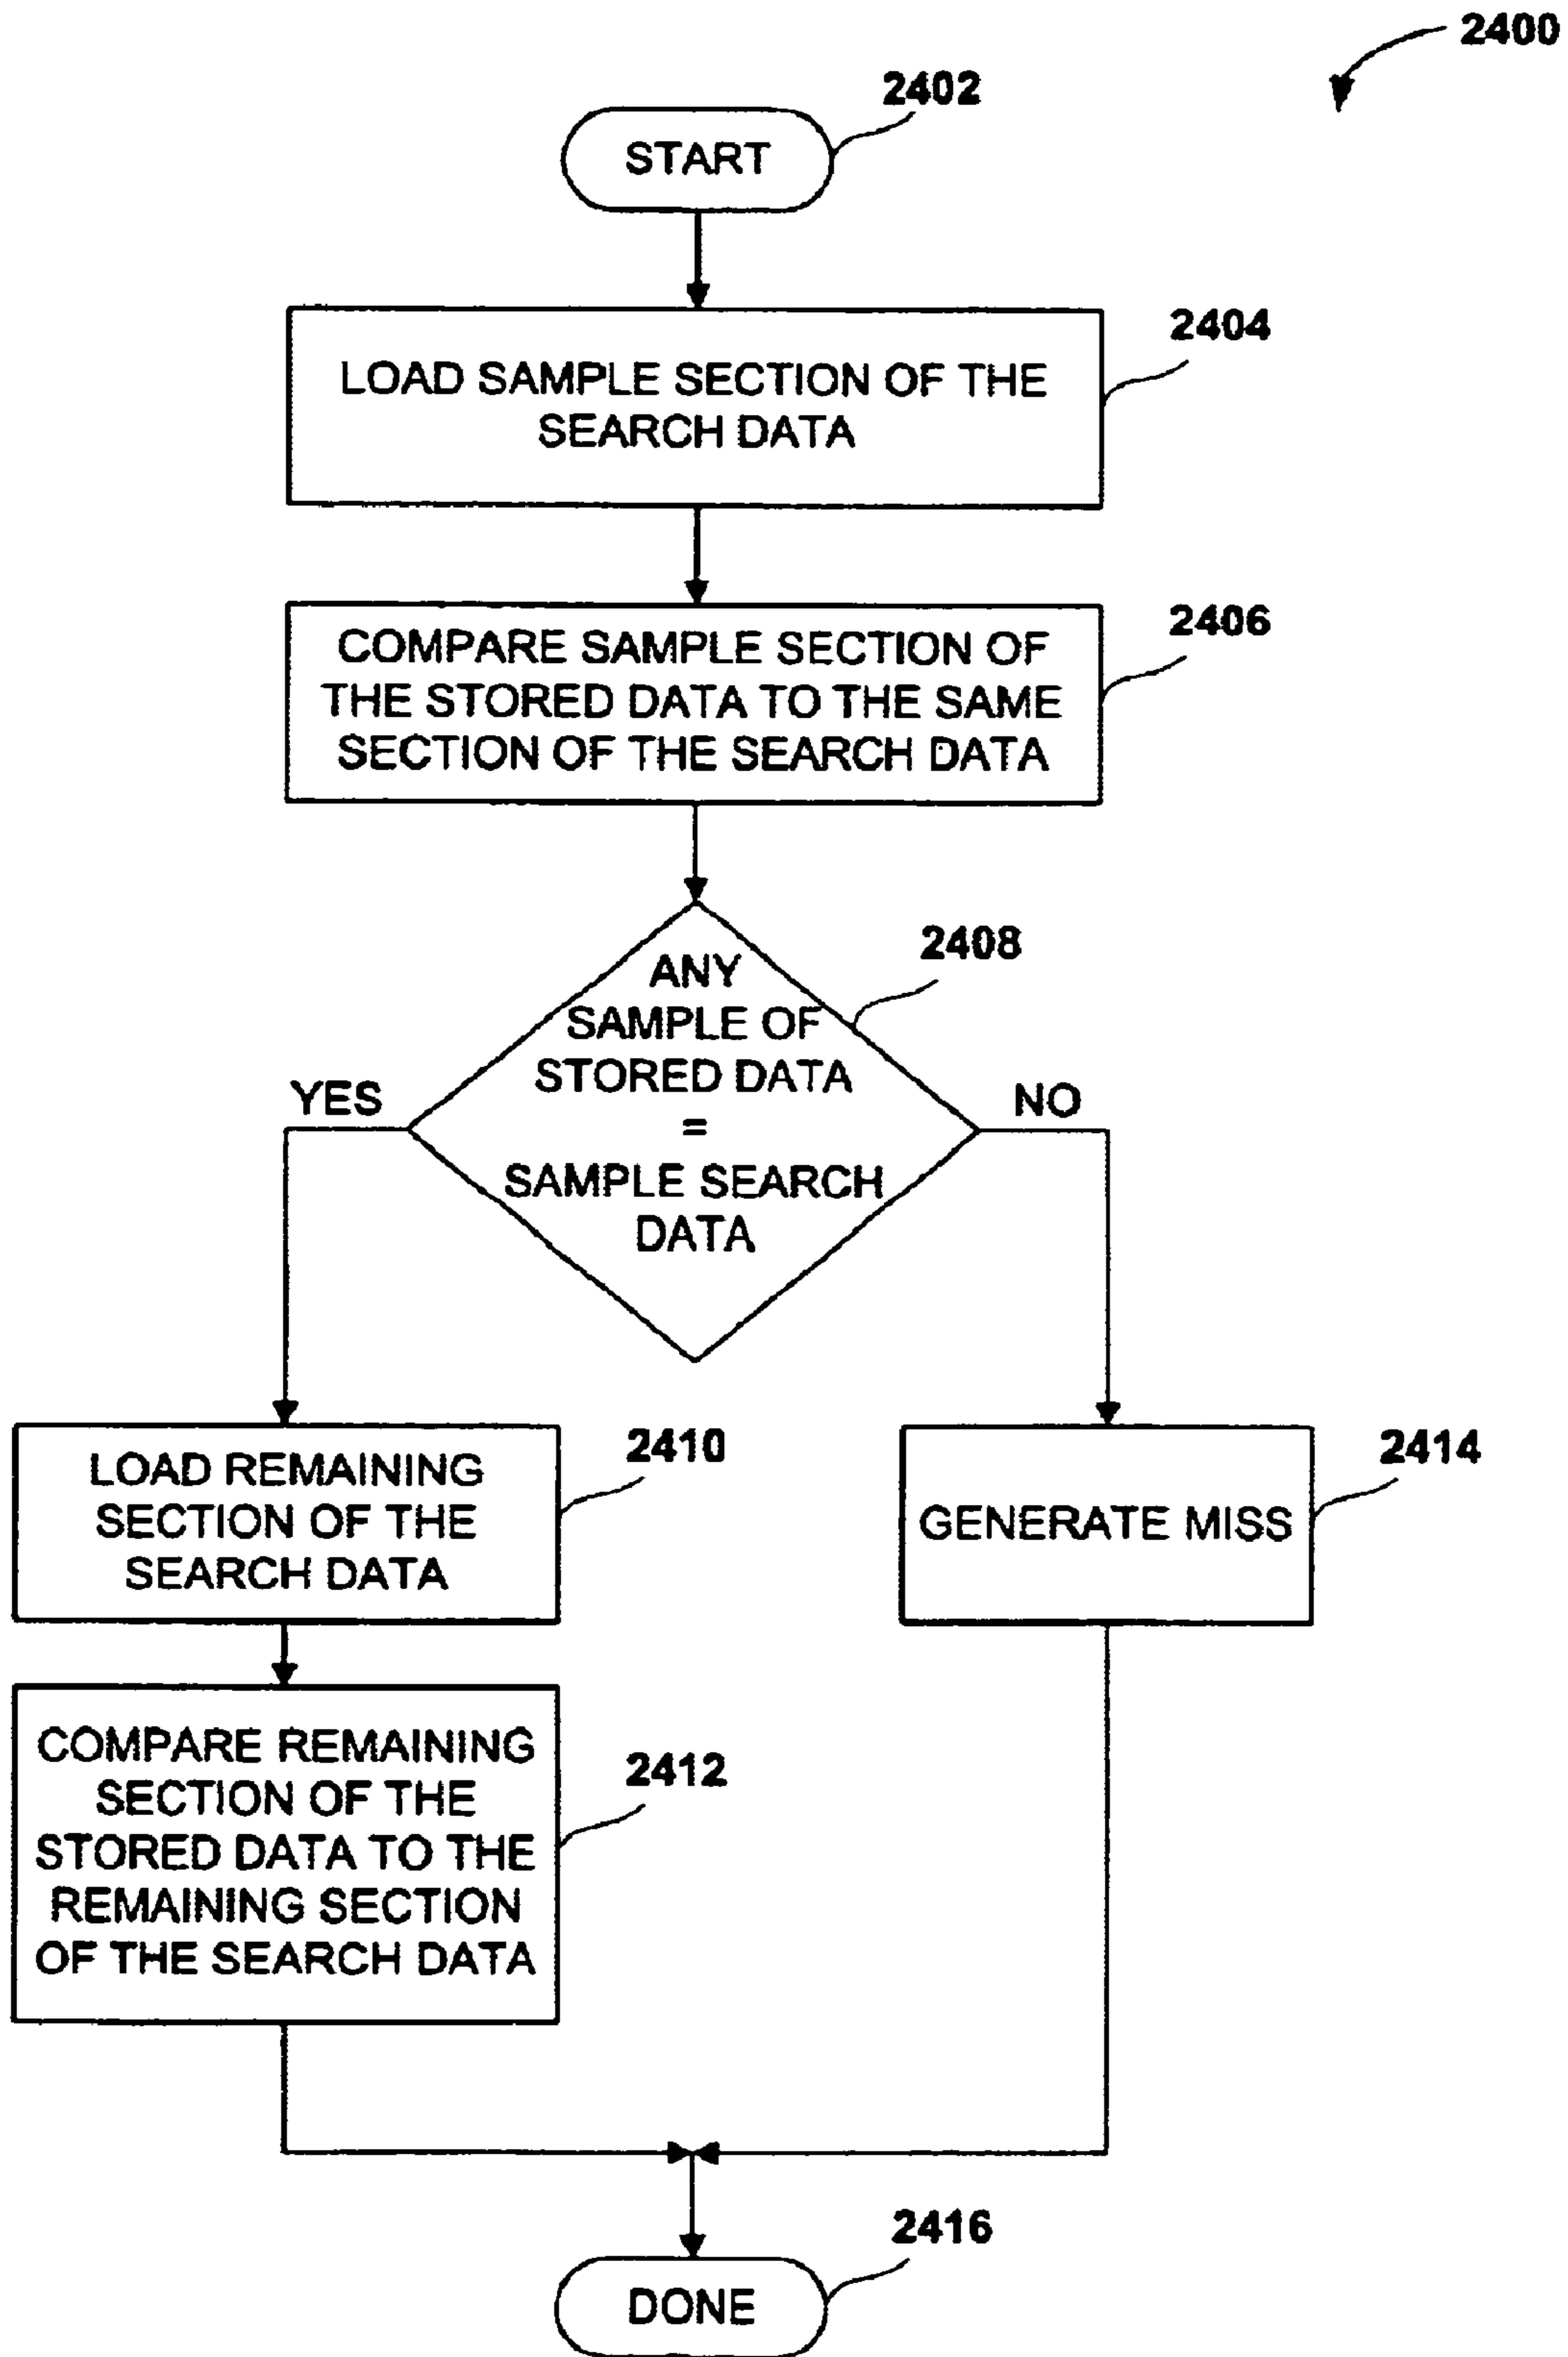 2400
2402
START
2404
LOAD SAMPLE SECTION OF THE
SEARCH DATA
2406
COMPARE SAMPLE SECTION OF
THE STORED DATA TO THE SAME
SECTION OF THE SEARCH DATA
2408
ANY
SAMPLE OF
STORED DATA
=
SAMPLE SEARCH
DATA
YES
NO
2410
LOAD REMAINING
SECTION OF THE
SEARCH DATA
2414
GENERATE MISS
2412
COMPARE REMAINING
SECTION OF THE
STORED DATA TO THE
REMAINING SECTION
OF THE SEARCH DATA
2416
DONE